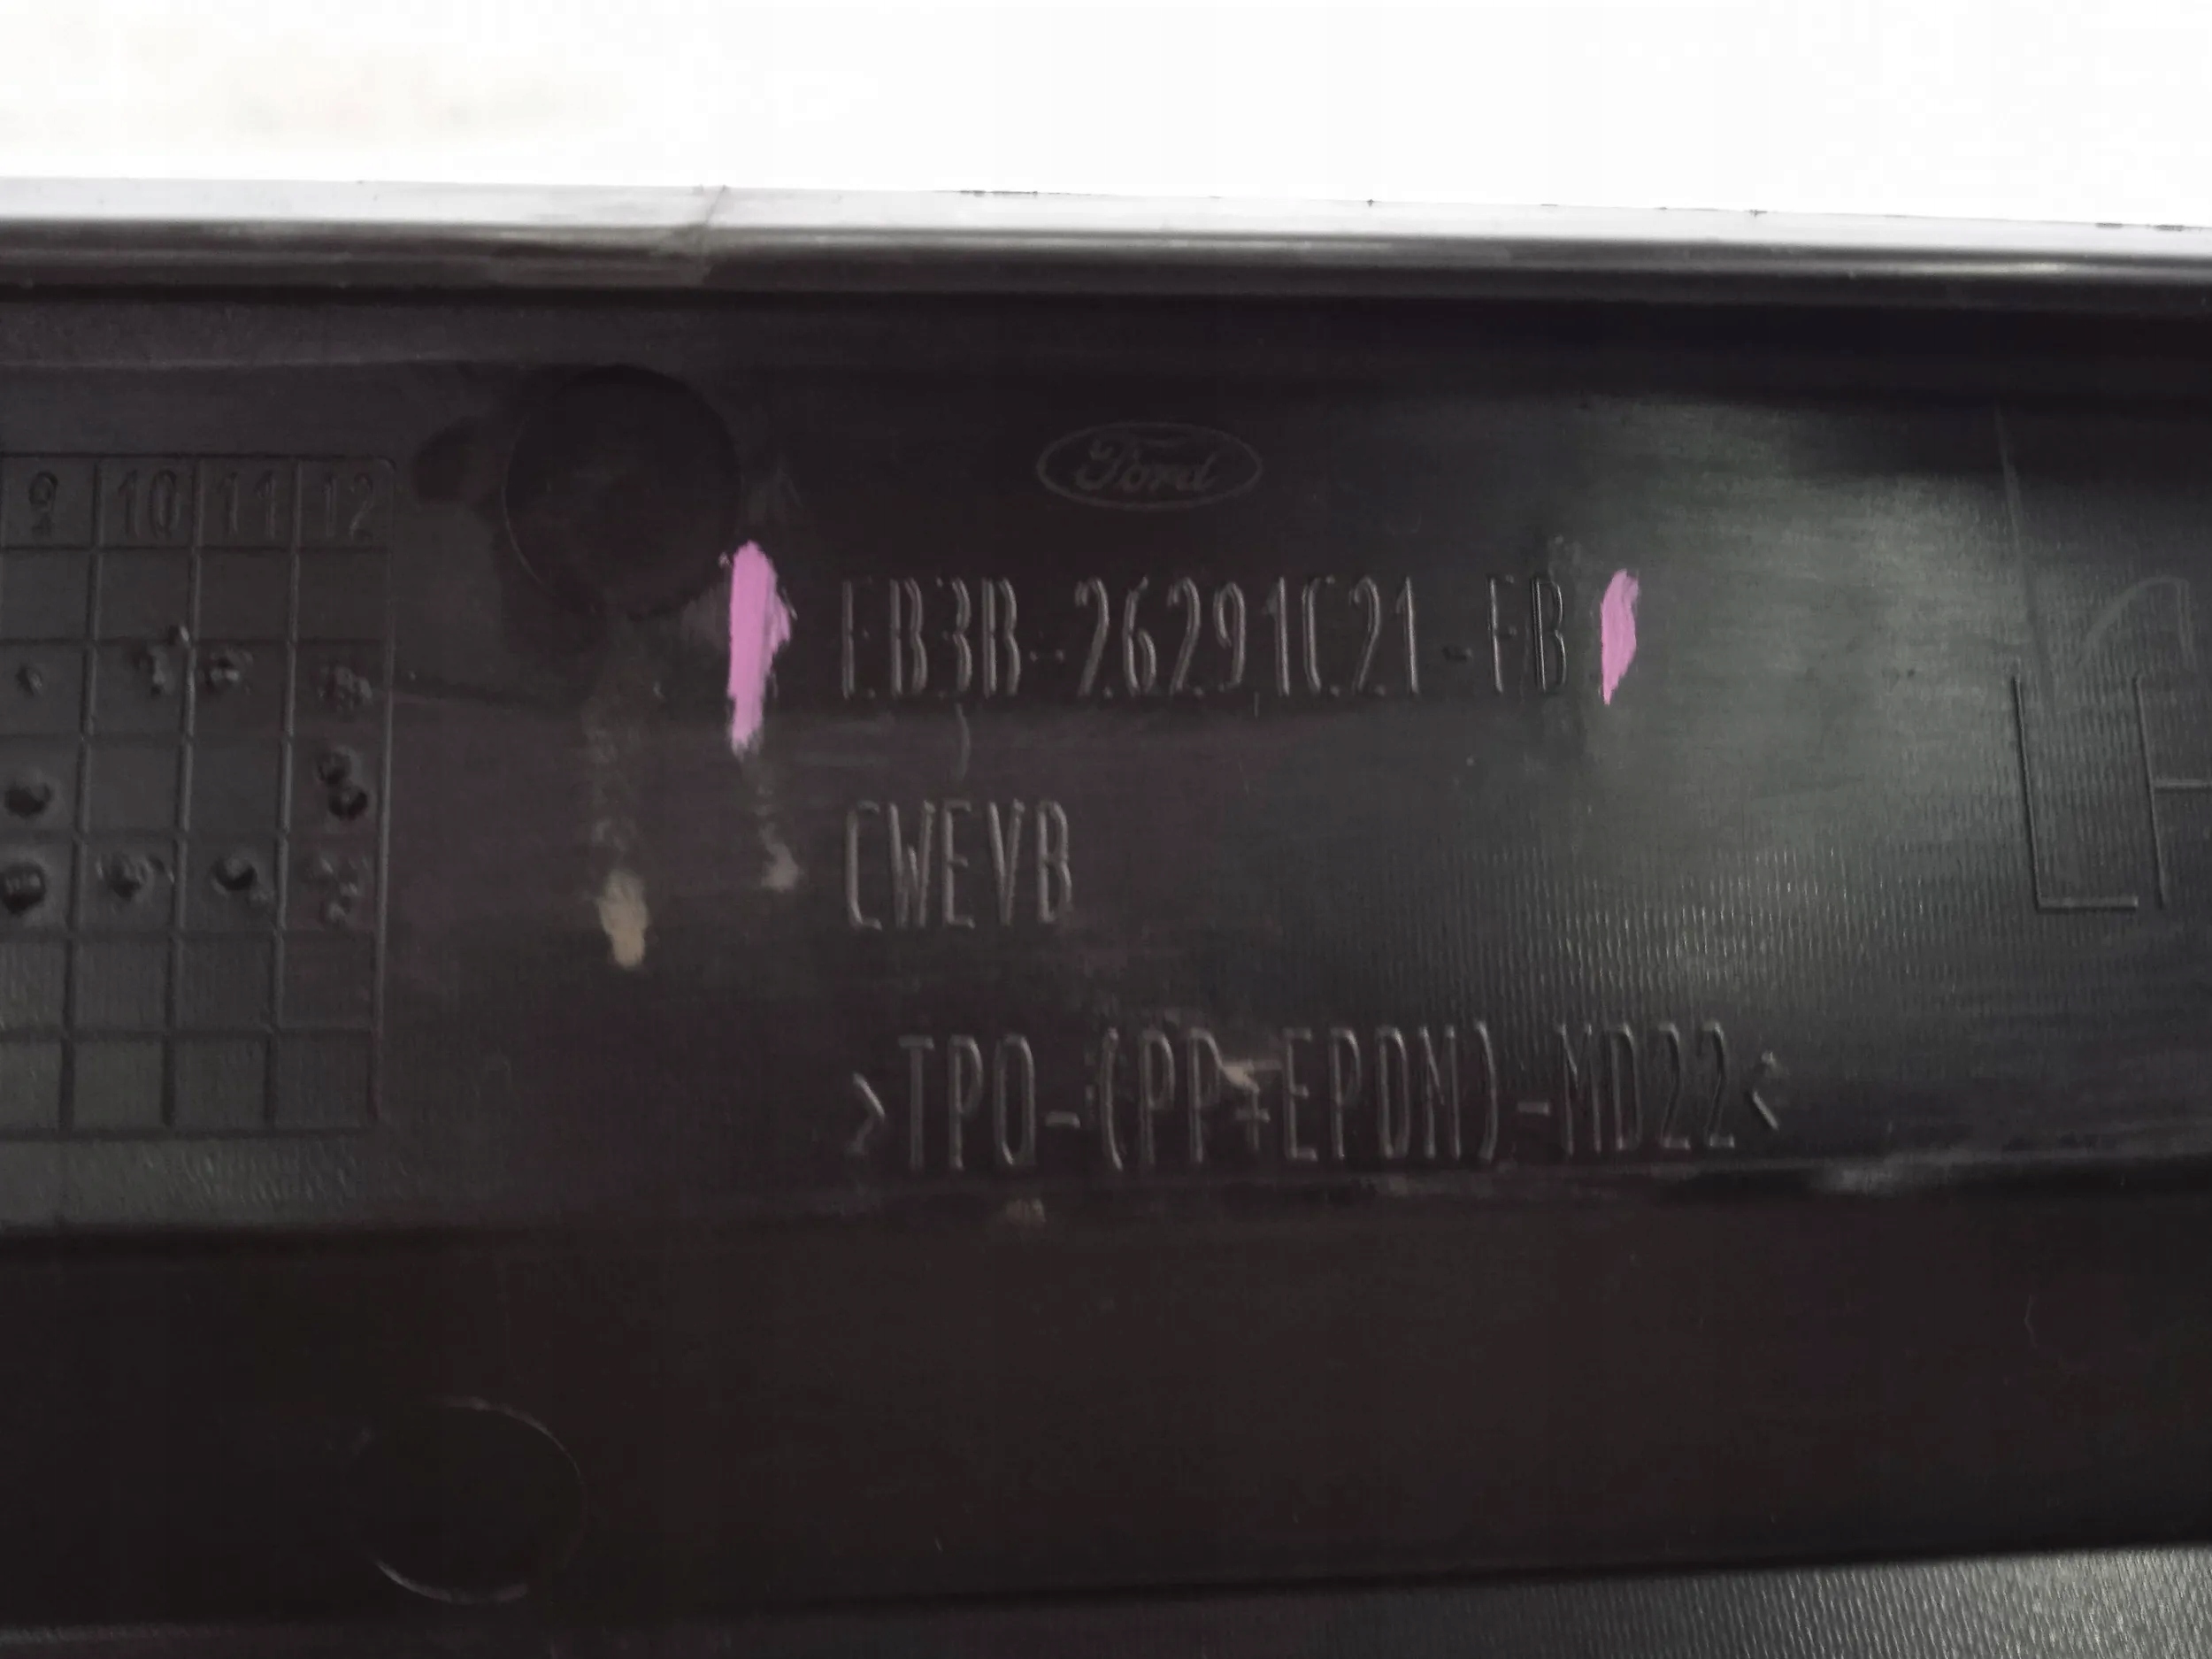 9 10 11 12
Ford
EB3B-26291C21-FB
CWEVB
LH
>TPO-(PP+EPDM)-MD22<